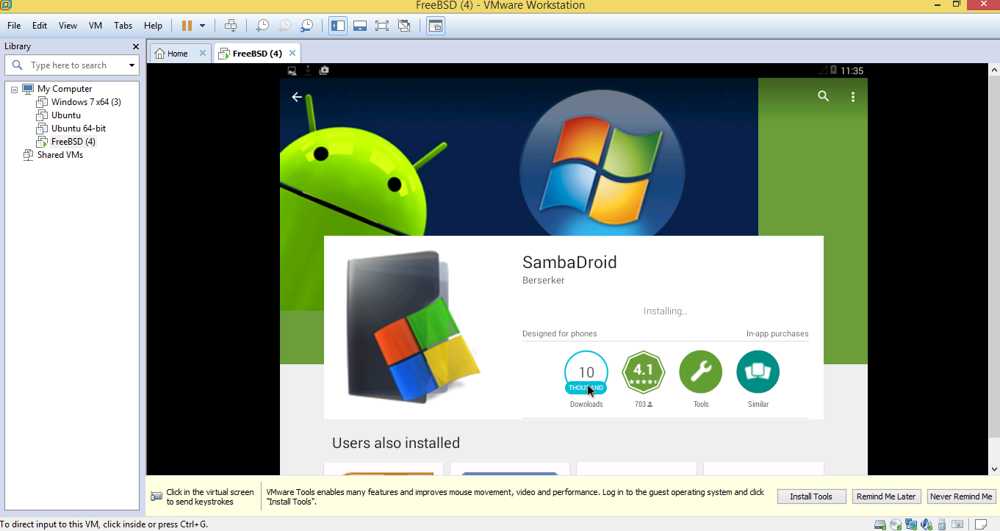 FreeBSD (4) - VMware Workstation
File Edit View VM Tabs Help
Library
Home
FreeBSD (4)
Type here to search
My Computer
Windows 7 x64 (3)
Ubuntu
Ubuntu 64-bit
FreeBSD (4)
Shared VMs
11:35
SambaDroid
Berserker
Installing...
Designed for phones
In-app purchases
10
THOUSAND
Downloads
4.1
703
Tools
Similar
Users also installed
Click in the virtual screen
to send keystrokes
VMware Tools enables many features and improves mouse movement, video and performance. Log in to the guest operating system and click
"Install Tools".
Install Tools
Remind Me Later
Never Remind Me
To direct input to this VM, click inside or press Ctrl+G.